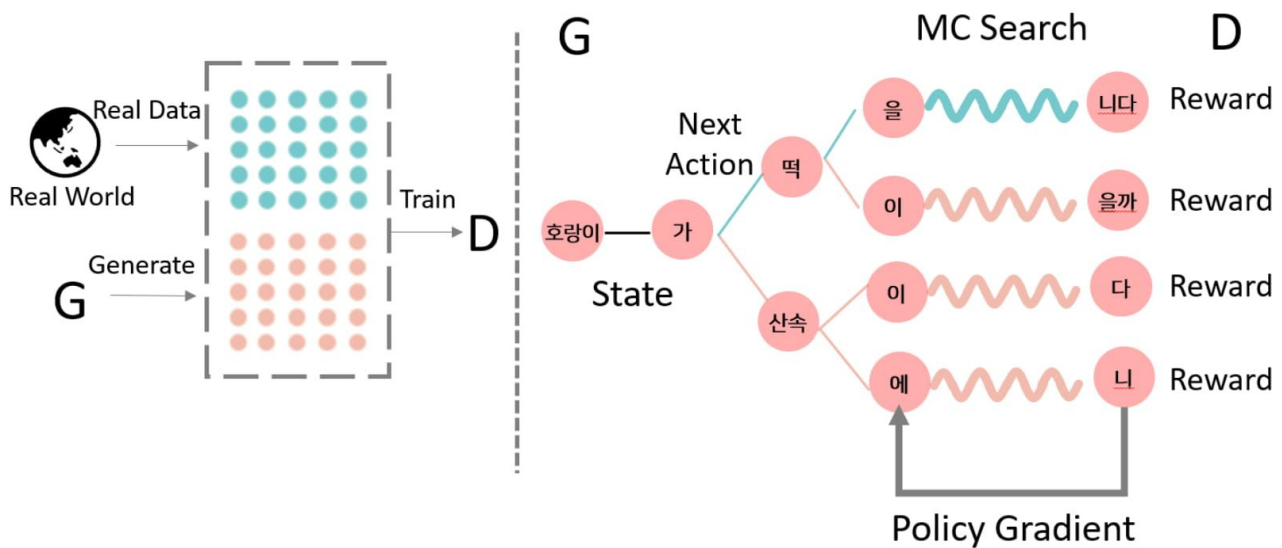 Real Data
Real World
Generate
G
Train
D
G
MC Search
D
Next
Action
State
호랑이
가
떡
산속
을
니다
Reward
이
을까
Reward
이
다
Reward
에
니
Reward
Policy Gradient